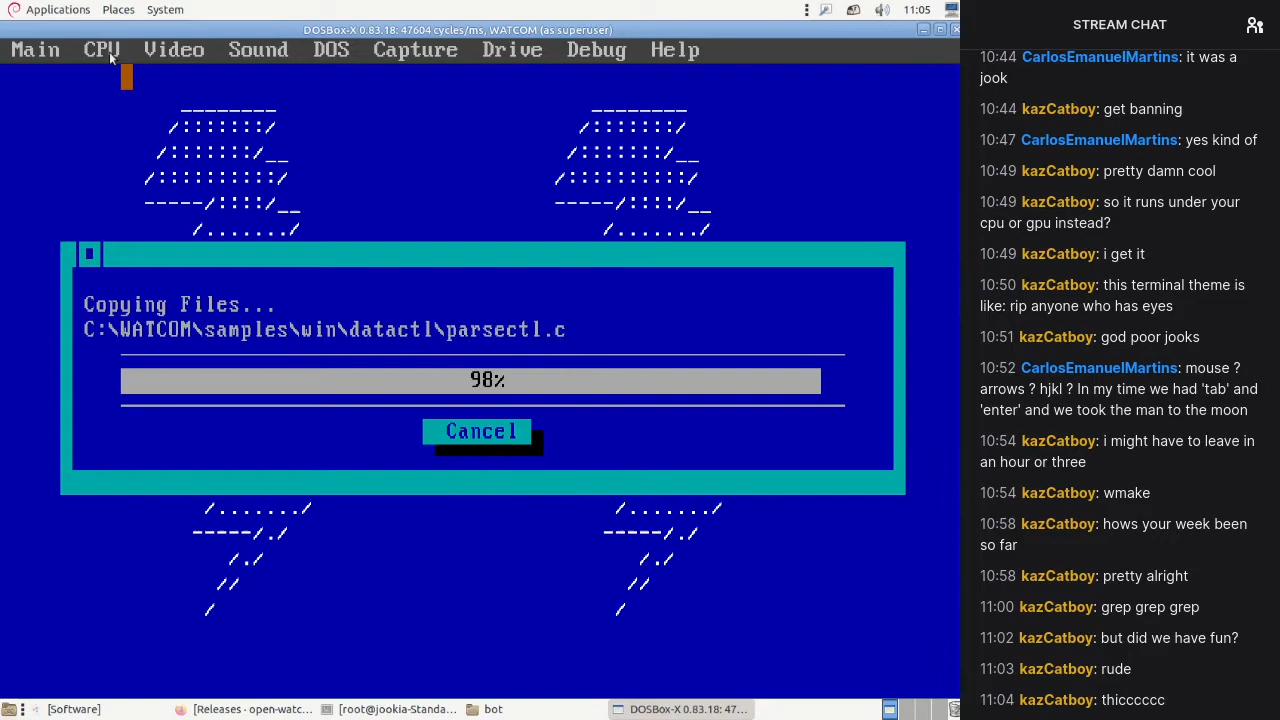 Applications Places System 11:05
DOSBox-X 0.83.18: 47604 cycles/ms, WATCOM (as superuser)
Main CPU Video Sound DOS Capture Drive Debug Help
Copying Files...
C:\WATCOM\samples\win\datactl\parsectl.c
98%
Cancel
[Software]
[Releases · open-watc...
[root@jookia-Standa...
bot
DOSBox-X 0.83.18: 47...
STREAM CHAT
10:44 CarlosEmanuelMartins: it was a
jook
10:44 kazCatboy: get banning
10:47 CarlosEmanuelMartins: yes kind of
10:49 kazCatboy: pretty damn cool
10:49 kazCatboy: so it runs under your
cpu or gpu instead?
10:49 kazCatboy: i get it
10:50 kazCatboy: this terminal theme is
like: rip anyone who has eyes
10:51 kazCatboy: god poor jooks
10:52 CarlosEmanuelMartins: mouse ?
arrows ? hjkl ? In my time we had 'tab' and
'enter' and we took the man to the moon
10:54 kazCatboy: i might have to leave in
an hour or three
10:54 kazCatboy: wmake
10:58 kazCatboy: hows your week been
so far
10:58 kazCatboy: pretty alright
11:00 kazCatboy: grep grep grep
11:02 kazCatboy: but did we have fun?
11:03 kazCatboy: rude
11:04 kazCatboy: thicccccc